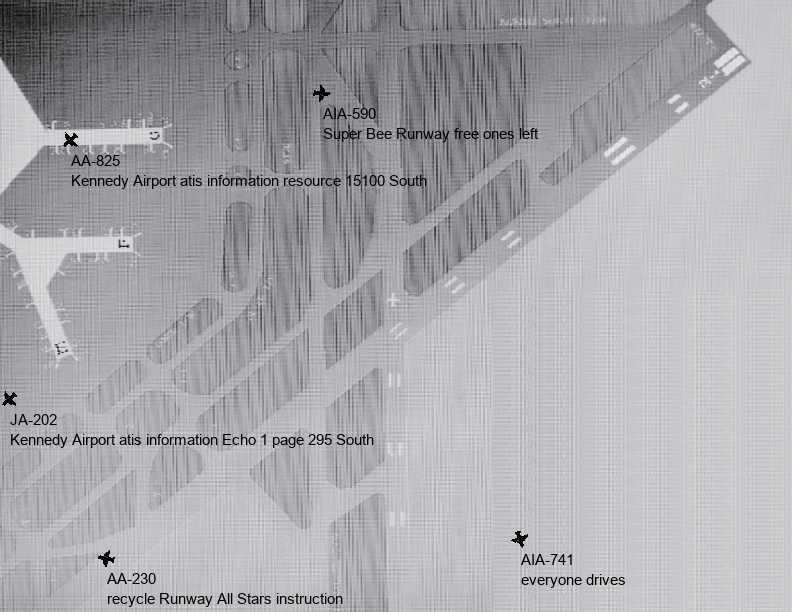 AIA-590
Super Bee Runway free ones left
AA-825
Kennedy Airport atis information resource 15100 South
JA-202
Kennedy Airport atis information Echo 1 page 295 South
AA-230
recycle Runway All Stars instruction
AIA-741
everyone drives